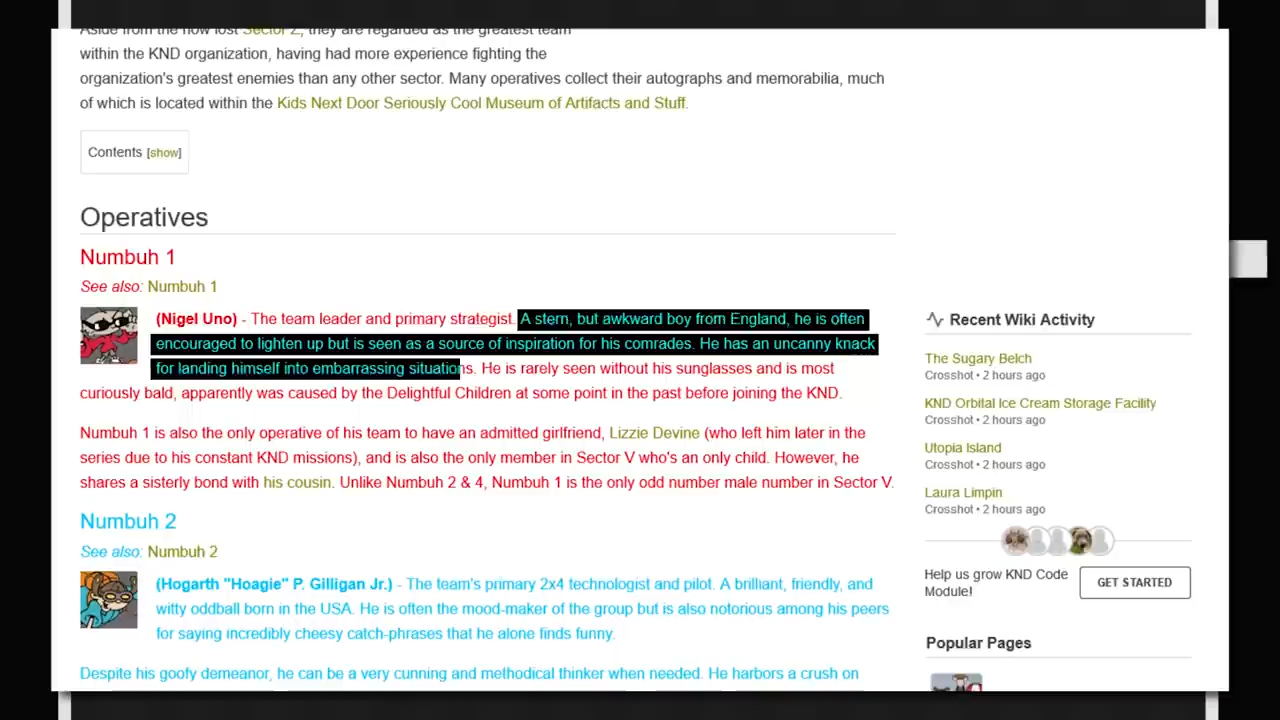 Aside from the now lost Sector Z, they are regarded as the greatest team
within the KND organization, having had more experience fighting the
organization's greatest enemies than any other sector. Many operatives collect their autographs and memorabilia, much
of which is located within the Kids Next Door Seriously Cool Museum of Artifacts and Stuff.
Contents [show]
Operatives
Numbuh 1
See also: Numbuh 1
(Nigel Uno) - The team leader and primary strategist. A stern, but awkward boy from England, he is often
encouraged to lighten up but is seen as a source of inspiration for his comrades. He has an uncanny knack
for landing himself into embarrassing situations. He is rarely seen without his sunglasses and is most
curiously bald, apparently was caused by the Delightful Children at some point in the past before joining the KND.
Numbuh 1 is also the only operative of his team to have an admitted girlfriend, Lizzie Devine (who left him later in the
series due to his constant KND missions), and is also the only member in Sector V who's an only child. However, he
shares a sisterly bond with his cousin. Unlike Numbuh 2 & 4, Numbuh 1 is the only odd number male number in Sector V.
Numbuh 2
See also: Numbuh 2
(Hogarth "Hoagie" P. Gilligan Jr.) - The team's primary 2x4 technologist and pilot. A brilliant, friendly, and
witty oddball born in the USA. He is often the mood-maker of the group but is also notorious among his peers
for saying incredibly cheesy catch-phrases that he alone finds funny.
Despite his goofy demeanor, he can be a very cunning and methodical thinker when needed. He harbors a crush on
Recent Wiki Activity
The Sugary Belch
Crosshot • 2 hours ago
KND Orbital Ice Cream Storage Facility
Crosshot • 2 hours ago
Utopia Island
Crosshot • 2 hours ago
Laura Limpin
Crosshot • 2 hours ago
Help us grow KND Code
Module!
GET STARTED
Popular Pages